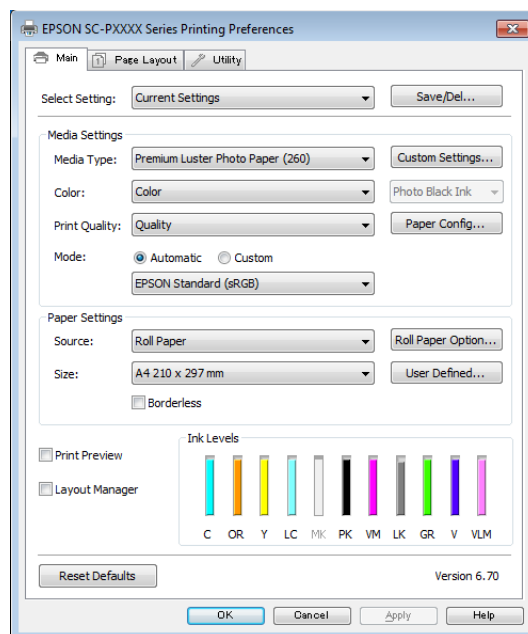 EPSON SC-PXXXX Series Printing Preferences
Main Page Layout Utility
Select Setting: Current Settings Save/Del...
Media Settings
Media Type: Premium Luster Photo Paper (260) Custom Settings...
Color: Color Photo Black Ink
Print Quality: Quality Paper Config...
Mode: Automatic Custom
EPSON Standard (sRGB)
Paper Settings
Source: Roll Paper Roll Paper Option...
Size: A4 210 x 297 mm User Defined...
Borderless
Print Preview
Layout Manager
Ink Levels
C OR Y LC MK PK VM LK GR V VLM
Reset Defaults Version 6.70
OK Cancel Apply Help